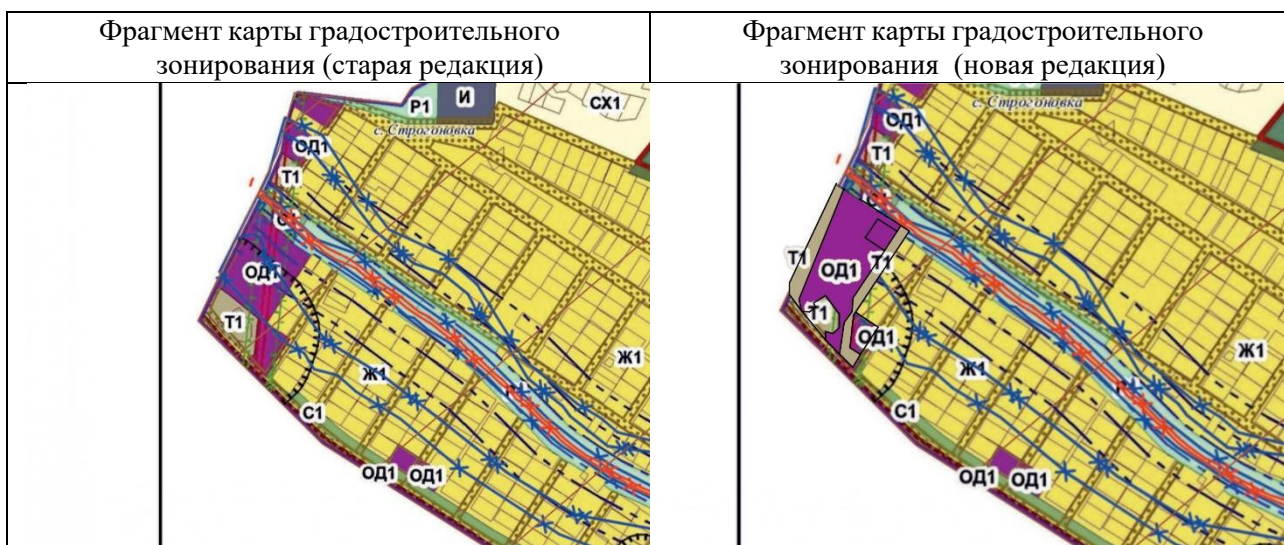 Фрагмент карты градостроительного
зонирования (старая редакция)
Фрагмент карты градостроительного
зонирования (новая редакция)
Р1
И
СХ1
с. Строгоновка
ОД1
Т1
ОД1
Т1
Ж1
Ж1
С1
ОД1 ОД1
с. Строгоновка
ОД1
Т1
Т1
ОД1
Т1
Т1
ОД1
Ж1
Ж1
С1
ОД1 ОД1